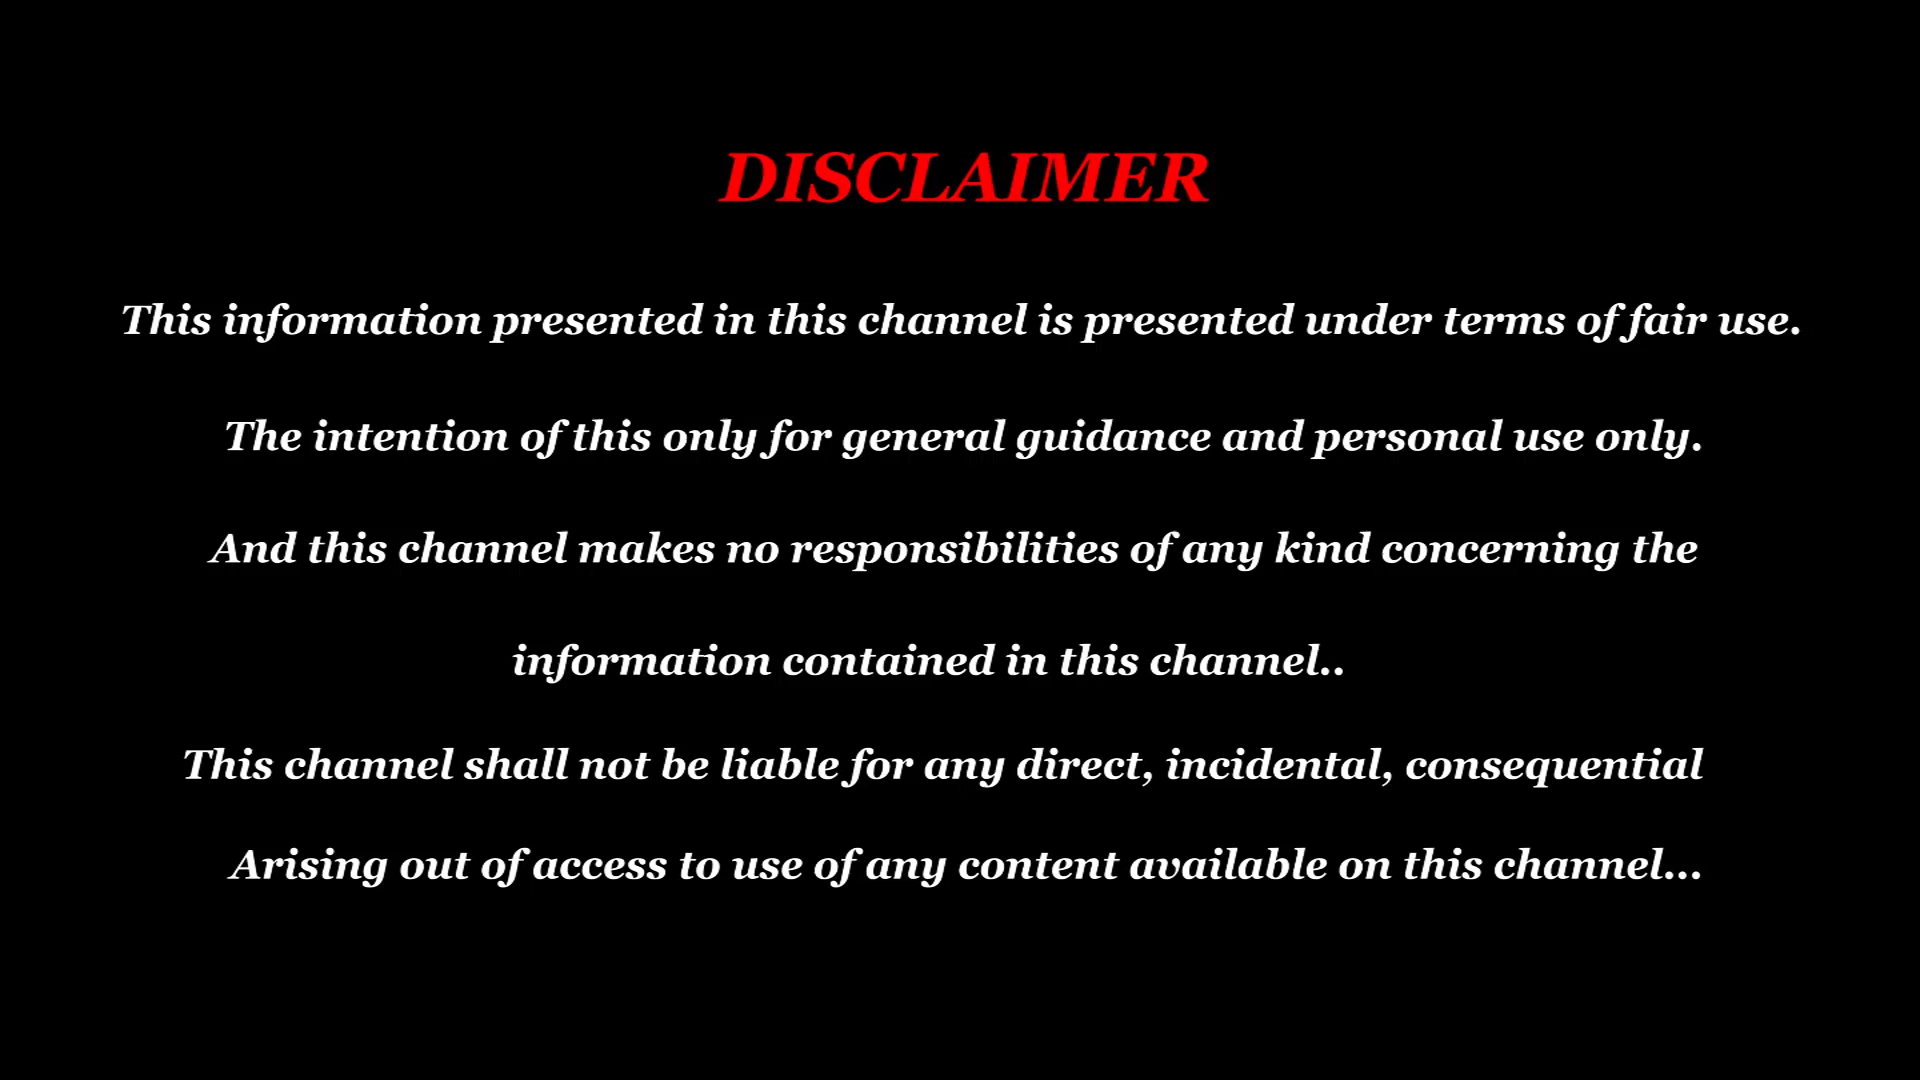 DISCLAIMER
This information presented in this channel is presented under terms of fair use.
The intention of this only for general guidance and personal use only.
And this channel makes no responsibilities of any kind concerning the
information contained in this channel..
This channel shall not be liable for any direct, incidental, consequential
Arising out of access to use of any content available on this channel...